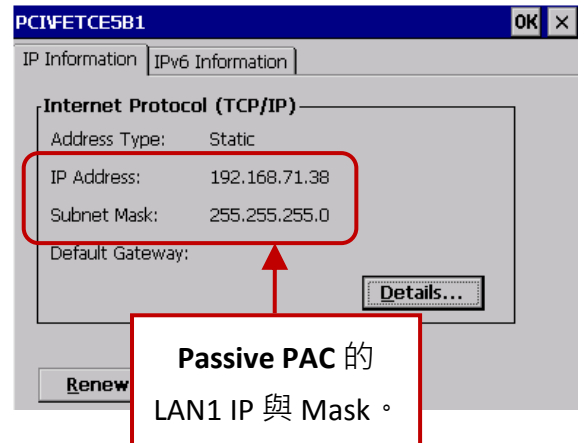 PCI\FETCE5B1 OK ×
IP Information IPv6 Information
Internet Protocol (TCP/IP)
Address Type: Static
IP Address: 192.168.71.38
Subnet Mask: 255.255.255.0
Default Gateway:
Details...
Renew
Passive PAC 的
LAN1 IP 與 Mask。